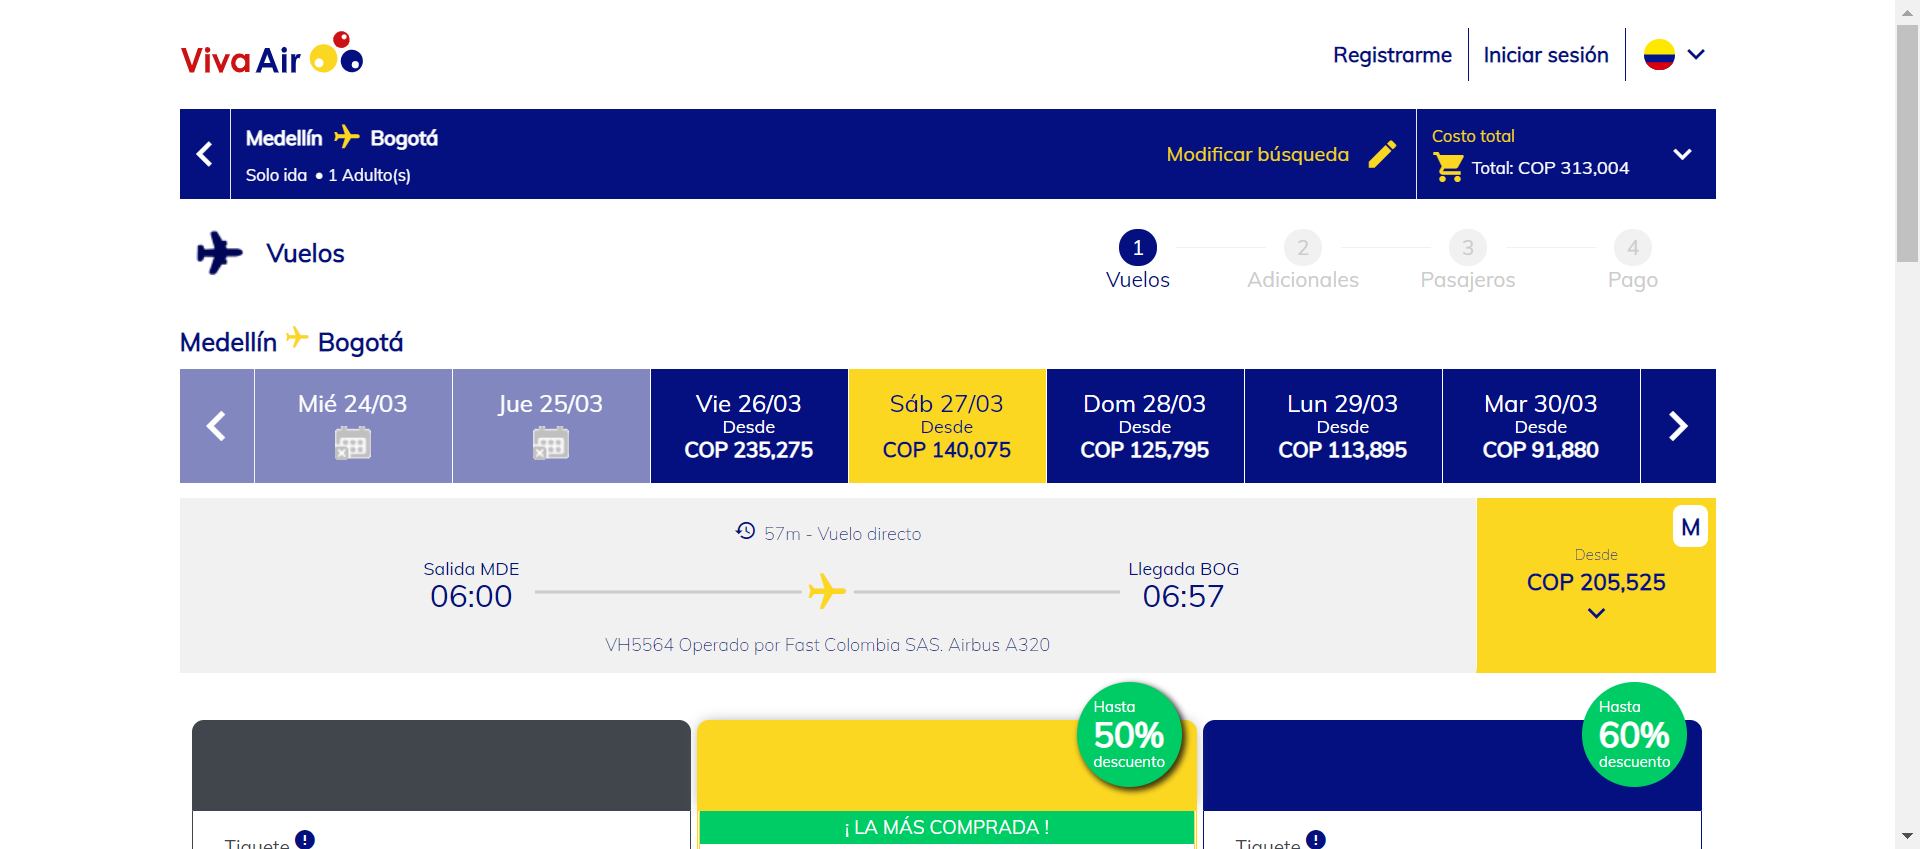 Viva Air
Registrarme
Iniciar sesión
Medellín Bogotá
Solo ida • 1 Adulto(s)
Modificar búsqueda
Costo total
Total: COP 313,004
Vuelos
1
Vuelos
2
Adicionales
3
Pasajeros
4
Pago
Medellín Bogotá
Mié 24/03
Jue 25/03
Vie 26/03
Desde
COP 235,275
Sáb 27/03
Desde
COP 140,075
Dom 28/03
Desde
COP 125,795
Lun 29/03
Desde
COP 113,895
Mar 30/03
Desde
COP 91,880
57m - Vuelo directo
Salida MDE
06:00
Llegada BOG
06:57
VH5564 Operado por Fast Colombia SAS. Airbus A320
M
Desde
COP 205,525
Hasta
50%
descuento
Hasta
60%
descuento
¡ LA MÁS COMPRADA !
Tiquete
Tiquete